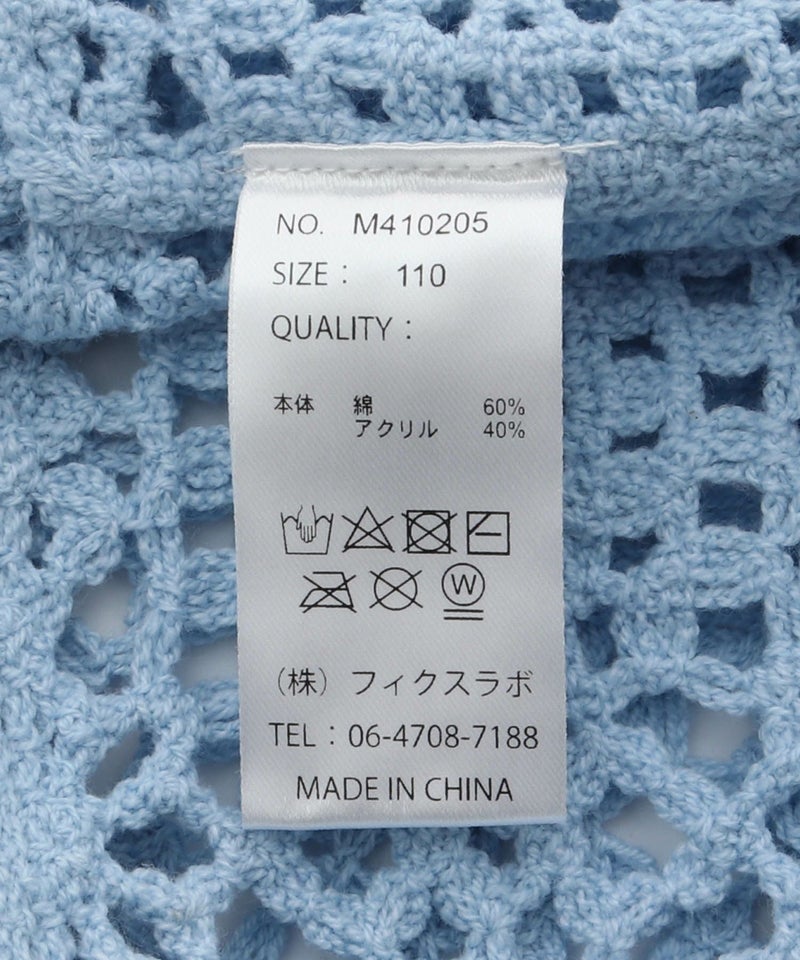 NO. M410205
SIZE : 110
QUALITY :
本体 綿 60%
アクリル 40%
W
（株）フィクスラボ
TEL : 06-4708-7188
MADE IN CHINA